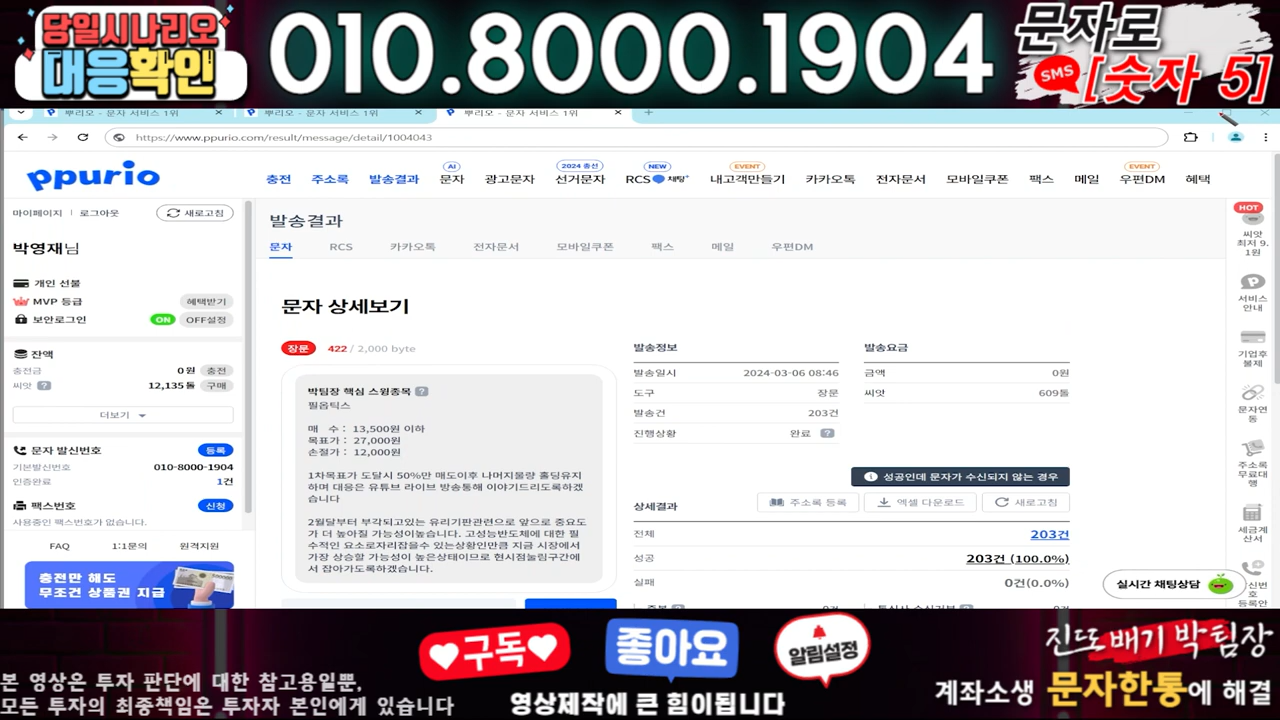 당일시나리오
대응확인
010.8000.1904
문자로
SMS
[숫자 5]
뿌리오 - 문자 서비스 1위
뿌리오 - 문자 서비스 1위
뿌리오 - 문자 서비스 1위
https://www.ppurio.com/result/message/detail/1004043
ppurio
충전
주소록
발송결과
AI
문자
광고문자
2024 총선
선거문자
NEW
RCS 채팅+
EVENT
내고객만들기
카카오톡
전자문서
모바일쿠폰
팩스
메일
EVENT
우편DM
혜택
마이페이지 | 로그아웃
새로고침
박영재님
개인 선불
MVP 등급
혜택받기
보안로그인
ON
OFF설정
잔액
충전금 0원 충전
씨앗 ? 12,135톨 구매
더보기
문자 발신번호 등록
기본발신번호 010-8000-1904
인증완료 1건
팩스번호 신청
사용중인 팩스번호가 없습니다.
FAQ 1:1문의 원격지원
충전만 해도
무조건 상품권 지급
발송결과
문자 RCS 카카오톡 전자문서 모바일쿠폰 팩스 메일 우편DM
문자 상세보기
장문 422 / 2,000 byte
박팀장 핵심 스윙종목 ?
필옵틱스
매 수 : 13,500원 이하
목표가 : 27,000원
손절가 : 12,000원
1차목표가 도달시 50%만 매도이후 나머지물량 홀딩유지
하며 대응은 유튜브 라이브 방송통해 이야기드리도록하겠
습니다
2월달부터 부각되고있는 유리기판관련으로 앞으로 중요도
가 더 높아질 가능성이높습니다. 고성능반도체에 대한 필
수적인 요소로자리잡을수 있는상황인만큼 지금 시장에서
가장 상승할 가능성이 높은상태이므로 현시점눌림구간에
서 잡아가도록하겠습니다.
발송정보
발송일시 2024-03-06 08:46
도구 장문
발송건 203건
진행상황 완료 ?
발송요금
금액 0원
씨앗 609톨
성공인데 문자가 수신되지 않는 경우
상세결과
주소록 등록
엑셀 다운로드
새로고침
전체 203건
성공 203건 (100.0%)
실패 0건(0.0%)
HOT
씨앗
최저 9.
1원
서비스
안내
기업후
불제
문자연
동
주소록
무료대
행
세금계
산서
실시간 채팅상담
구독
좋아요
알림설정
영상제작에 큰 힘이됩니다
본 영상은 투자 판단에 대한 참고용일뿐,
모든 투자의 최종책임은 투자자 본인에게 있습니다
진또배기 박팀장
계좌소생 문자한통에 해결